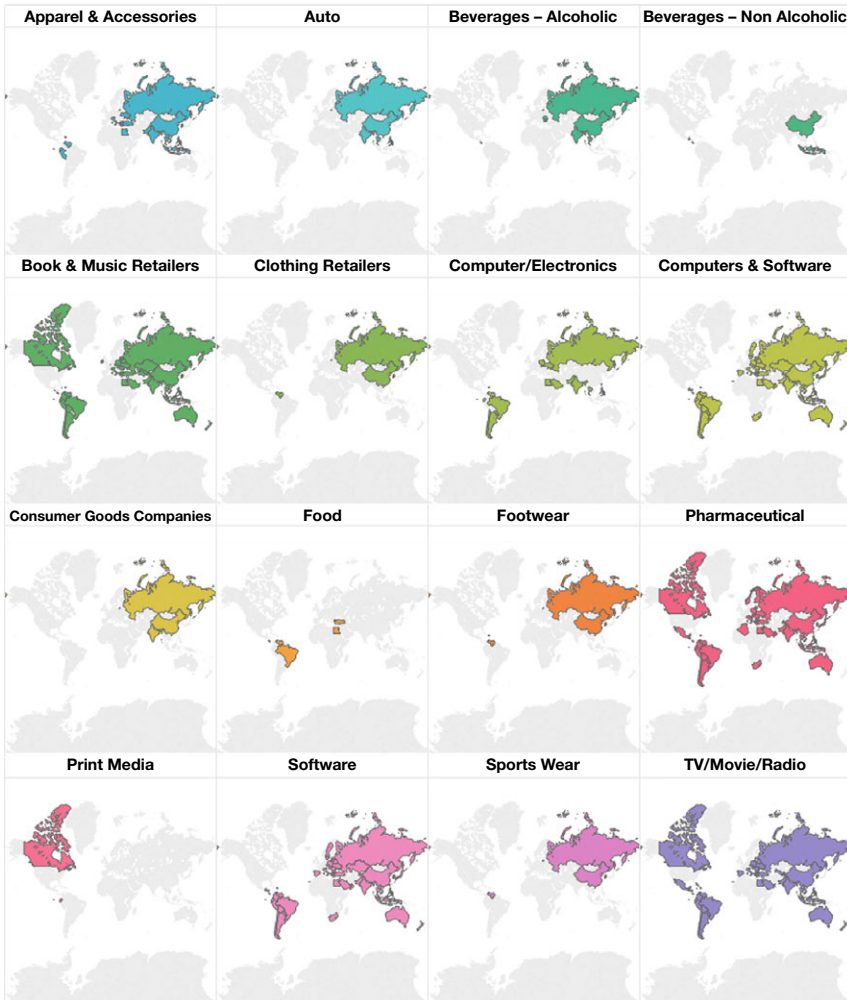 Apparel & Accessories
Auto
Beverages – Alcoholic
Beverages – Non Alcoholic
Book & Music Retailers
Clothing Retailers
Computer/Electronics
Computers & Software
Consumer Goods Companies
Food
Footwear
Pharmaceutical
Print Media
Software
Sports Wear
TV/Movie/Radio